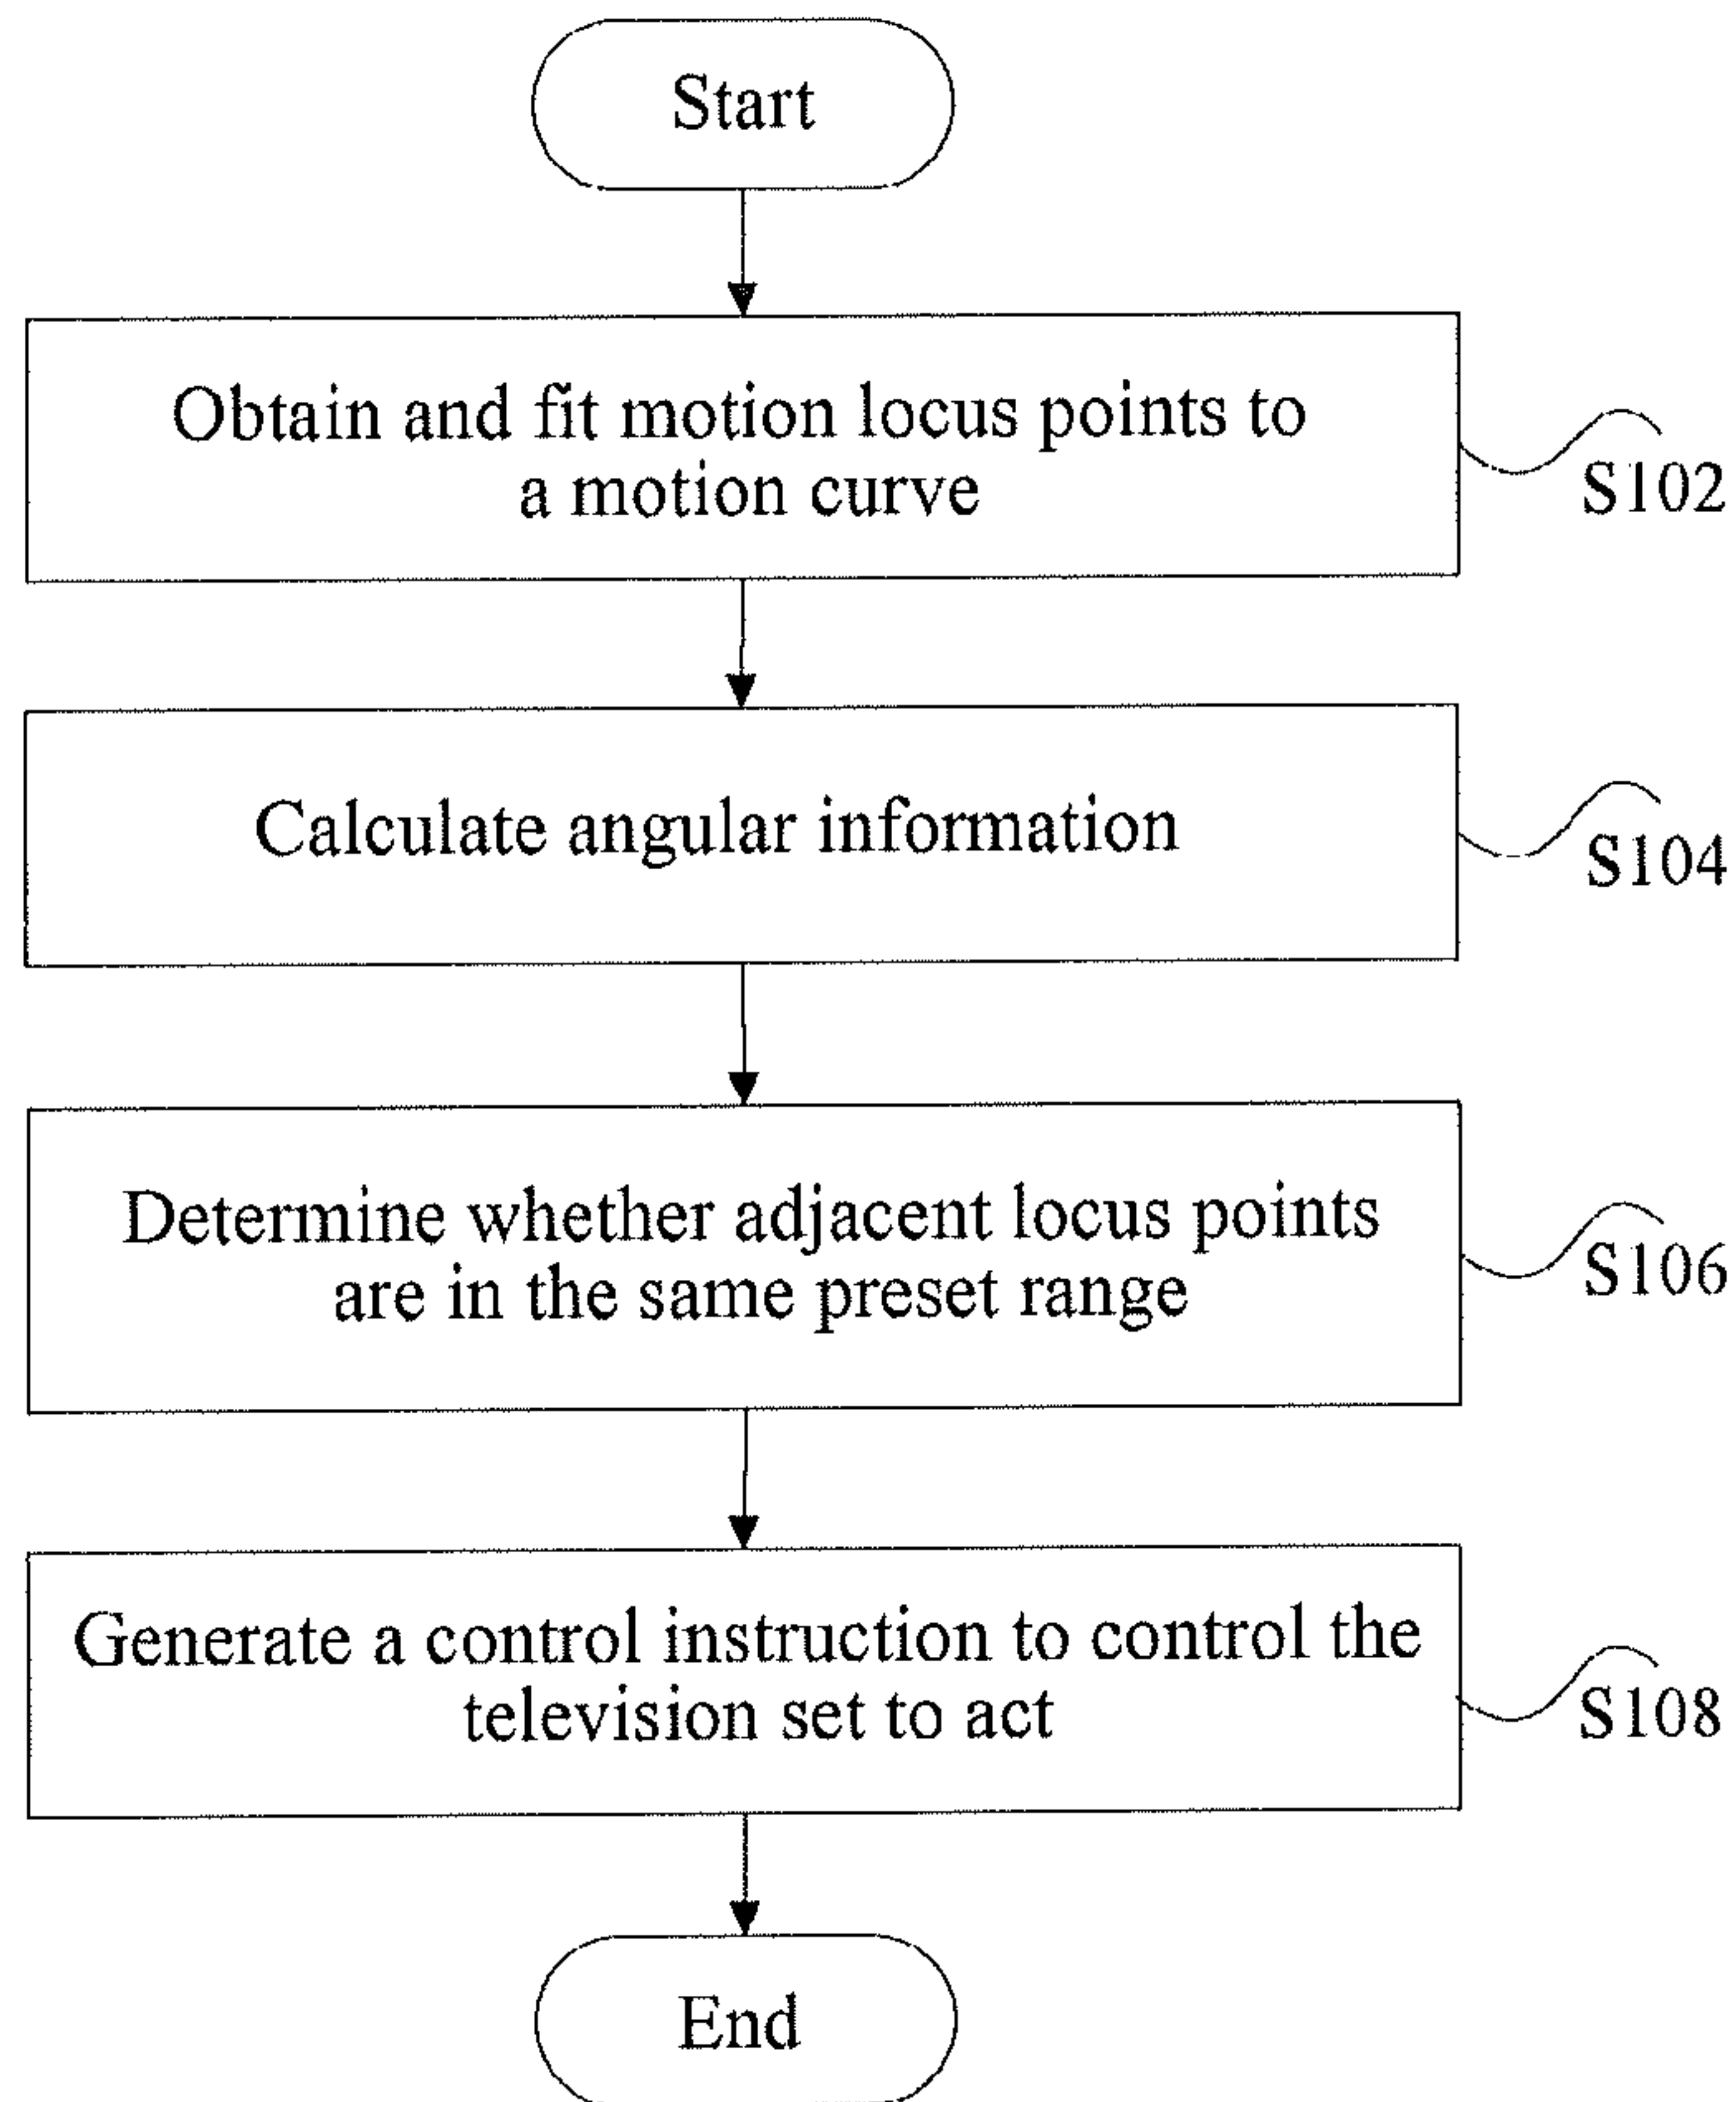 Start
Obtain and fit motion locus points to
a motion curve
S102
Calculate angular information
S104
Determine whether adjacent locus points
are in the same preset range
S106
Generate a control instruction to control the
television set to act
S108
End